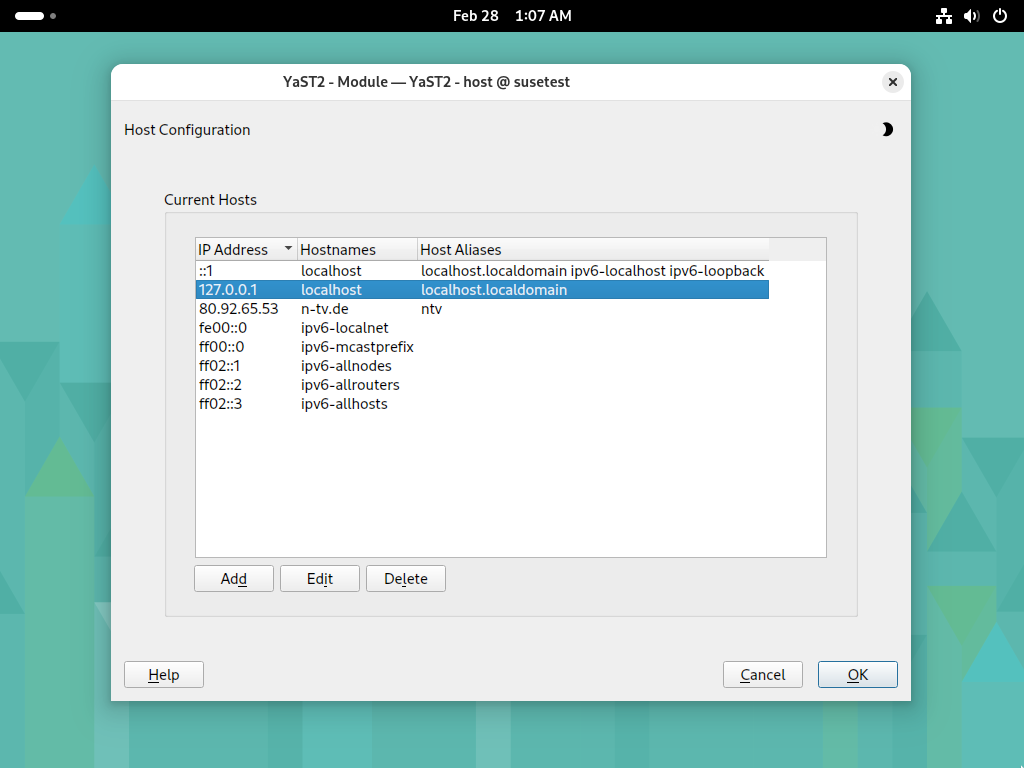 Feb 28 1:07 AM
YaST2 - Module — YaST2 - host @ susetest
Host Configuration
Current Hosts
IP Address Hostnames Host Aliases
::1 localhost localhost.localdomain ipv6-localhost ipv6-loopback
127.0.0.1 localhost localhost.localdomain
80.92.65.53 n-tv.de ntv
fe00::0 ipv6-localnet
ff00::0 ipv6-mcastprefix
ff02::1 ipv6-allnodes
ff02::2 ipv6-allrouters
ff02::3 ipv6-allhosts
Add Edit Delete
Help Cancel OK